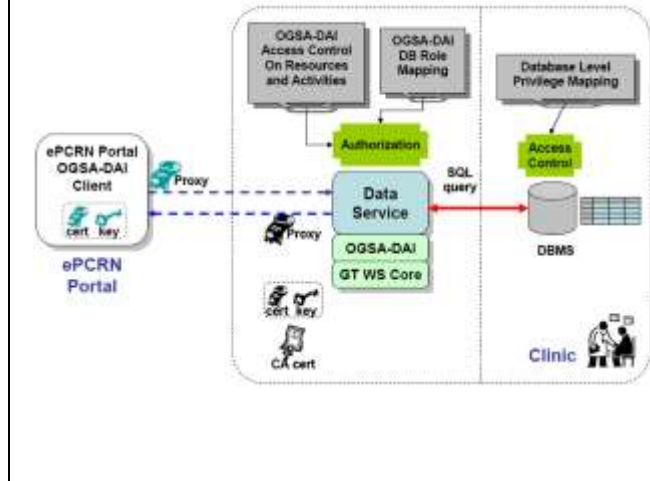 OGSA-DAI
Access Control
On Resources
and Activities
OGSA-DAI
DB Role
Mapping
Database Level
Privilege Mapping
Authorization
Access
Control
ePCRN Portal
OGSA-DAI
Client
cert key
ePCRN
Portal
Proxy
Proxy
Data
Service
OGSA-DAI
GT WS Core
SQL
query
DBMS
cert key
CA cert
Clinic